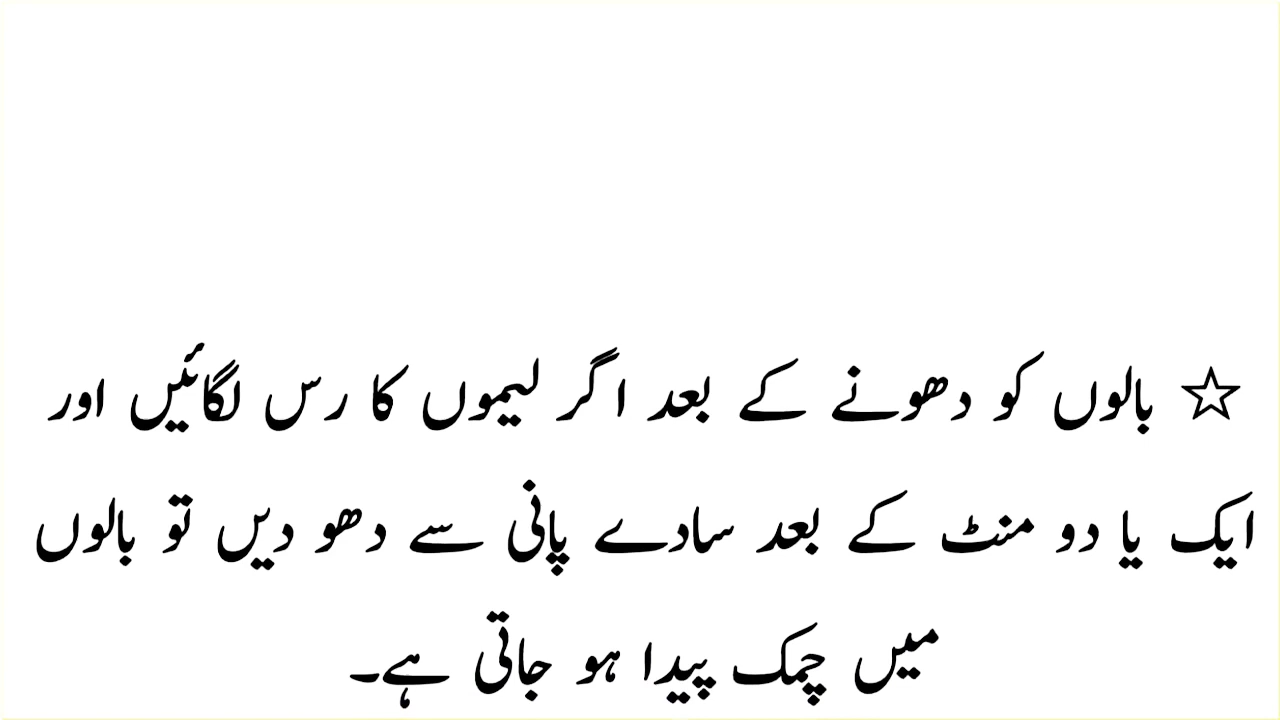 ☆ بالوں کو دھونے کے بعد اگر لیموں کا رس لگائیں اور
ایک یا دو منٹ کے بعد سادے پانی سے دھو دیں تو بالوں
میں چمک پیدا ہو جاتی ہے۔